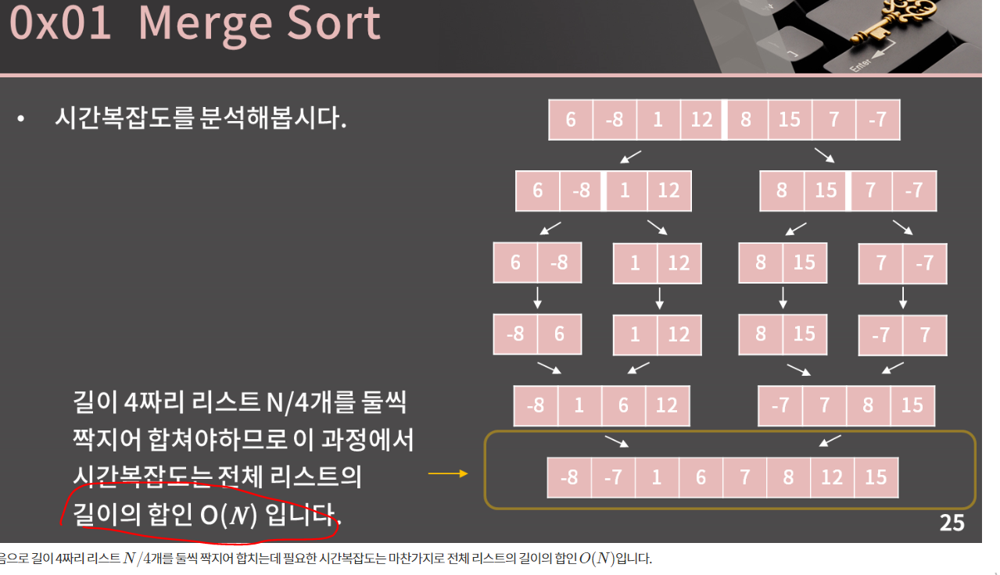 0x01 Merge Sort
Enter
• 시간복잡도를 분석해봅시다.
6 -8 1 12 8 15 7 -7
6 -8 1 12 8 15 7 -7
6 -8 1 12 8 15 7 -7
-8 6 1 12 8 15 -7 7
-8 1 6 12 -7 7 8 15
-8 -7 1 6 7 8 12 15
길이 4짜리 리스트 N/4개를 둘씩
짝지어 합쳐야하므로 이 과정에서
시간복잡도는 전체 리스트의
길이의 합인 O(N) 입니다.
25
음으로 길이 4짜리 리스트 N/4개를 둘씩 짝지어 합치는데 필요한 시간복잡도는 마찬가지로 전체 리스트의 길이의 합인 O(N)입니다.